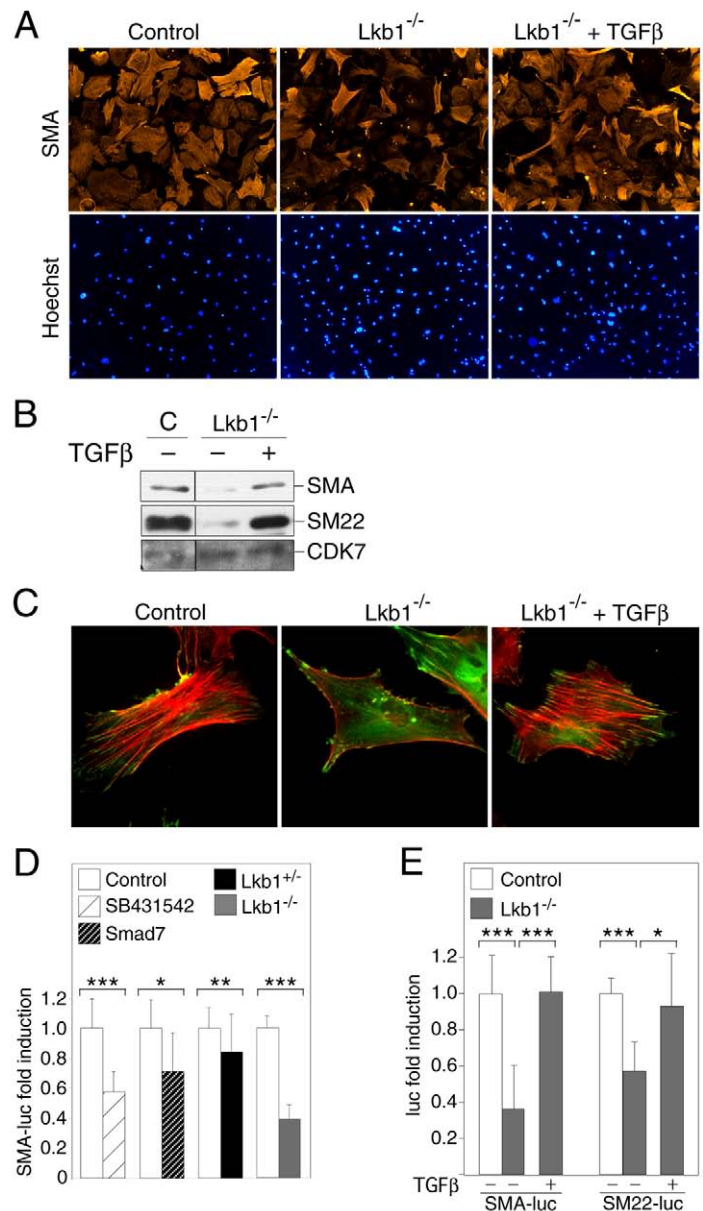 A
Control Lkb1-/- Lkb1-/- + TGFβ
SMA
Hoechst
B
C Lkb1-/-
TGFβ – – +
SMA
SM22
CDK7
C
Control Lkb1-/- Lkb1-/- + TGFβ
D
Control Lkb1+/-
SB431542 Lkb1-/-
Smad7
*** * ** ***
SMA-luc fold induction
1.2
1.0
0.8
0.6
0.4
0.2
0
E
Control
Lkb1-/-
*** *** *** *
luc fold induction
1.2
1.0
0.8
0.6
0.4
0.2
TGFβ – – + – – +
SMA-luc SM22-luc